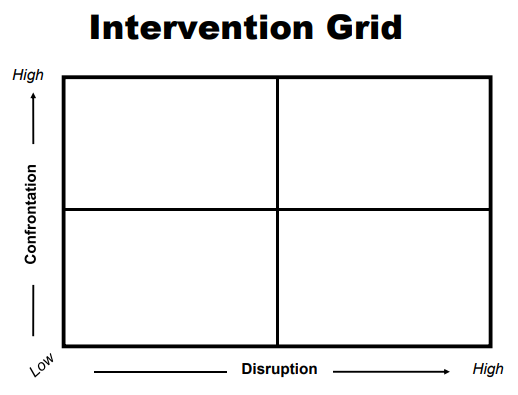 Intervention Grid
High
Confrontation
Low
Disruption
High